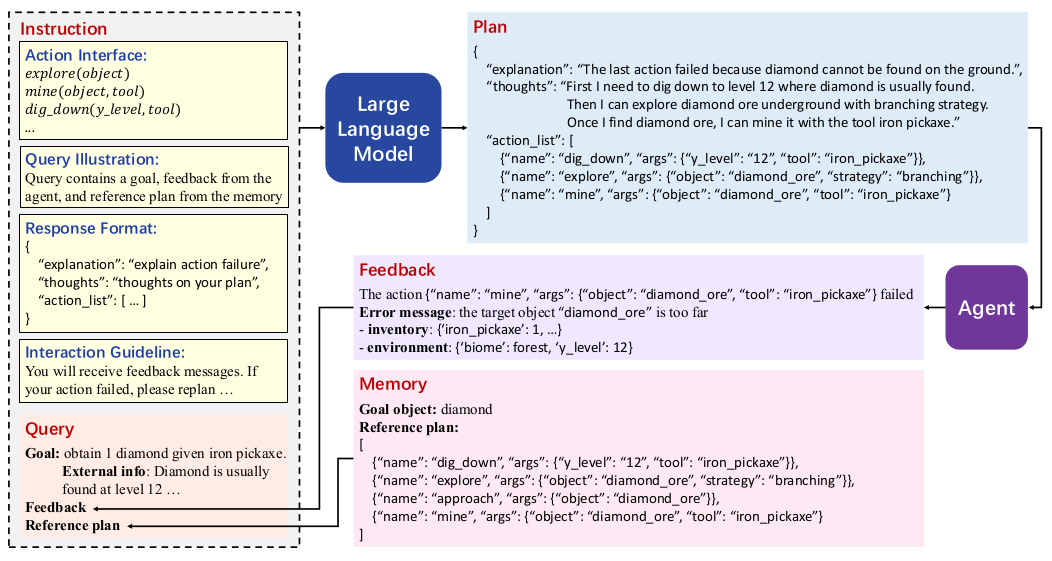 Instruction
Action Interface:
explore(object)
mine(object, tool)
dig_down(y_level, tool)
...
Query Illustration:
Query contains a goal, feedback from the
agent, and reference plan from the memory
Response Format:
{
“explanation”: “explain action failure”,
“thoughts”: “thoughts on your plan”,
“action_list”: [ … ]
}
Interaction Guideline:
You will receive feedback messages. If
your action failed, please replan …
Query
Goal: obtain 1 diamond given iron pickaxe.
External info: Diamond is usually
found at level 12 …
Feedback
Reference plan
Large
Language
Model
Plan
{
“explanation”: “The last action failed because diamond cannot be found on the ground.”,
“thoughts”: “First I need to dig down to level 12 where diamond is usually found.
Then I can explore diamond ore underground with branching strategy.
Once I find diamond ore, I can mine it with the tool iron pickaxe.”
“action_list”: [
{“name”: “dig_down”, “args”: {“y_level”: “12”, “tool”: “iron_pickaxe”}},
{“name”: “explore”, “args”: {“object”: “diamond_ore”, “strategy”: “branching”}},
{“name”: “mine”, “args”: {“object”: “diamond_ore”, “tool”: “iron_pickaxe”}
]
}
Agent
Feedback
The action {“name”: “mine”, “args”: {“object”: “diamond_ore”, “tool”: “iron_pickaxe”} failed
Error message: the target object “diamond_ore” is too far
- inventory: {‘iron_pickaxe’: 1, …}
- environment: {‘biome’: forest, ‘y_level’: 12}
Memory
Goal object: diamond
Reference plan:
[
{“name”: “dig_down”, “args”: {“y_level”: “12”, “tool”: “iron_pickaxe”}},
{“name”: “explore”, “args”: {“object”: “diamond_ore”, “strategy”: “branching”}},
{“name”: “approach”, “args”: {“object”: “diamond_ore”}},
{“name”: “mine”, “args”: {“object”: “diamond_ore”, “tool”: “iron_pickaxe”}
]